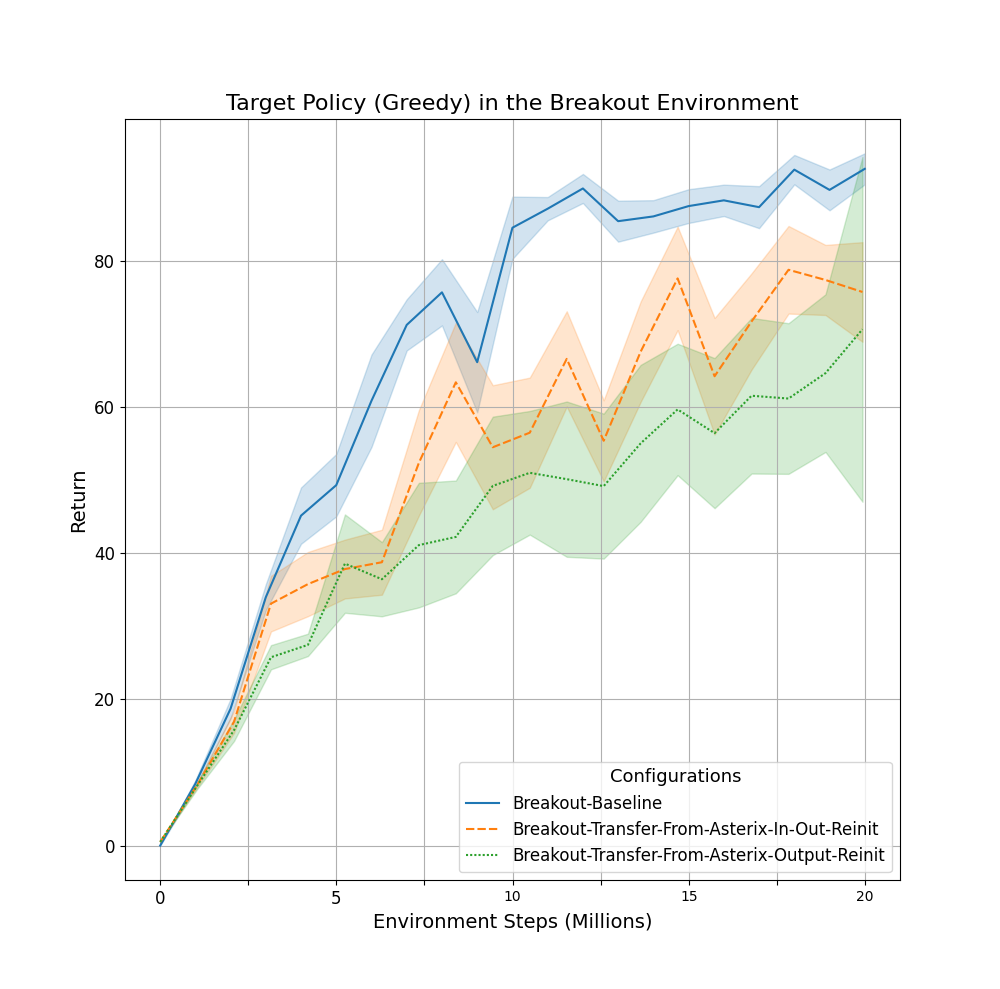 Target Policy (Greedy) in the Breakout Environment
Return
80
60
40
20
0
Configurations
Breakout-Baseline
Breakout-Transfer-From-Asterix-In-Out-Reinit
Breakout-Transfer-From-Asterix-Output-Reinit
0 5 10 15 20
Environment Steps (Millions)